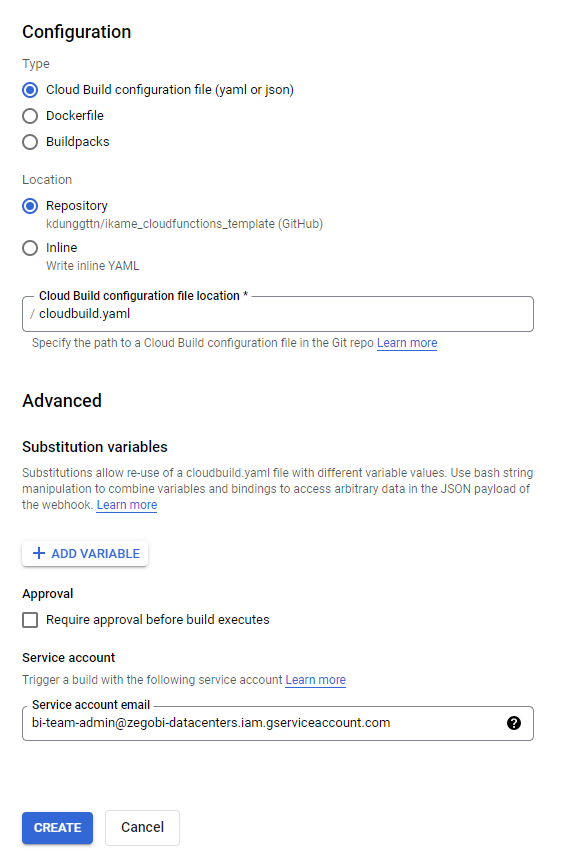 Configuration
Type
Cloud Build configuration file (yaml or json)
Dockerfile
Buildpacks
Location
Repository
kdunggttn/ikame_cloudfunctions_template (GitHub)
Inline
Write inline YAML
Cloud Build configuration file location *
/ cloudbuild.yaml
Specify the path to a Cloud Build configuration file in the Git repo Learn more
Advanced
Substitution variables
Substitutions allow re-use of a cloudbuild.yaml file with different variable values. Use bash string
manipulation to combine variables and bindings to access arbitrary data in the JSON payload of
the webhook. Learn more
+ ADD VARIABLE
Approval
Require approval before build executes
Service account
Trigger a build with the following service account Learn more
Service account email
bi-team-admin@zegobi-datacenters.iam.gserviceaccount.com ?
CREATE Cancel